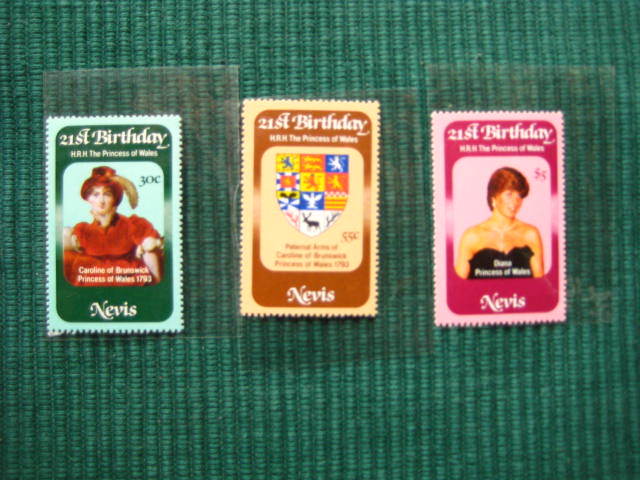 21st Birthday
H.R.H. The Princess of Wales
30c
Caroline of Brunswick
Princess of Wales 1793
Nevis
21st Birthday
H.R.H. The Princess of Wales
55c
Paternal Arms of
Caroline of Brunswick
Princess of Wales 1793
Nevis
21st Birthday
H.R.H. The Princess of Wales
$5
Diana
Princess of Wales
Nevis